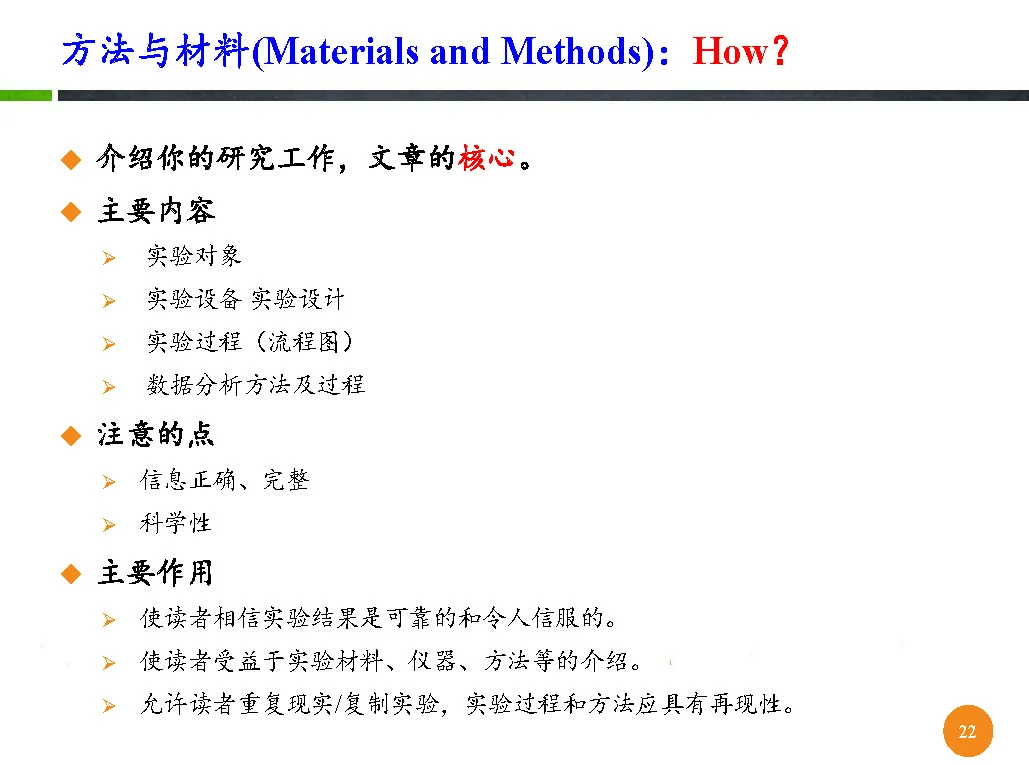 方法与材料(Materials and Methods)：How？
介绍你的研究工作，文章的核心。
主要内容
实验对象
实验设备 实验设计
实验过程（流程图）
数据分析方法及过程
注意的点
信息正确、完整
科学性
主要作用
使读者相信实验结果是可靠的和令人信服的。
使读者受益于实验材料、仪器、方法等的介绍。
允许读者重复现实/复制实验，实验过程和方法应具有再现性。
22